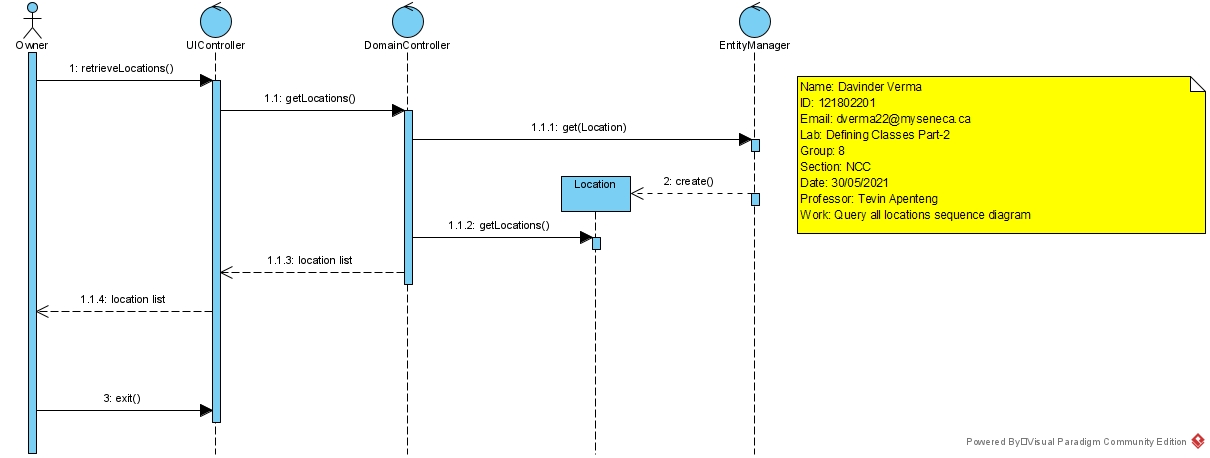 Owner
UIController
DomainController
EntityManager
1: retrieveLocations()
1.1: getLocations()
1.1.1: get(Location)
Location
2: create()
1.1.2: getLocations()
1.1.3: location list
1.1.4: location list
3: exit()
Name: Davinder Verma
ID: 121802201
Email: dverma22@myseneca.ca
Lab: Defining Classes Part-2
Group: 8
Section: NCC
Date: 30/05/2021
Professor: Tevin Apenteng
Work: Query all locations sequence diagram
Powered By Visual Paradigm Community Edition